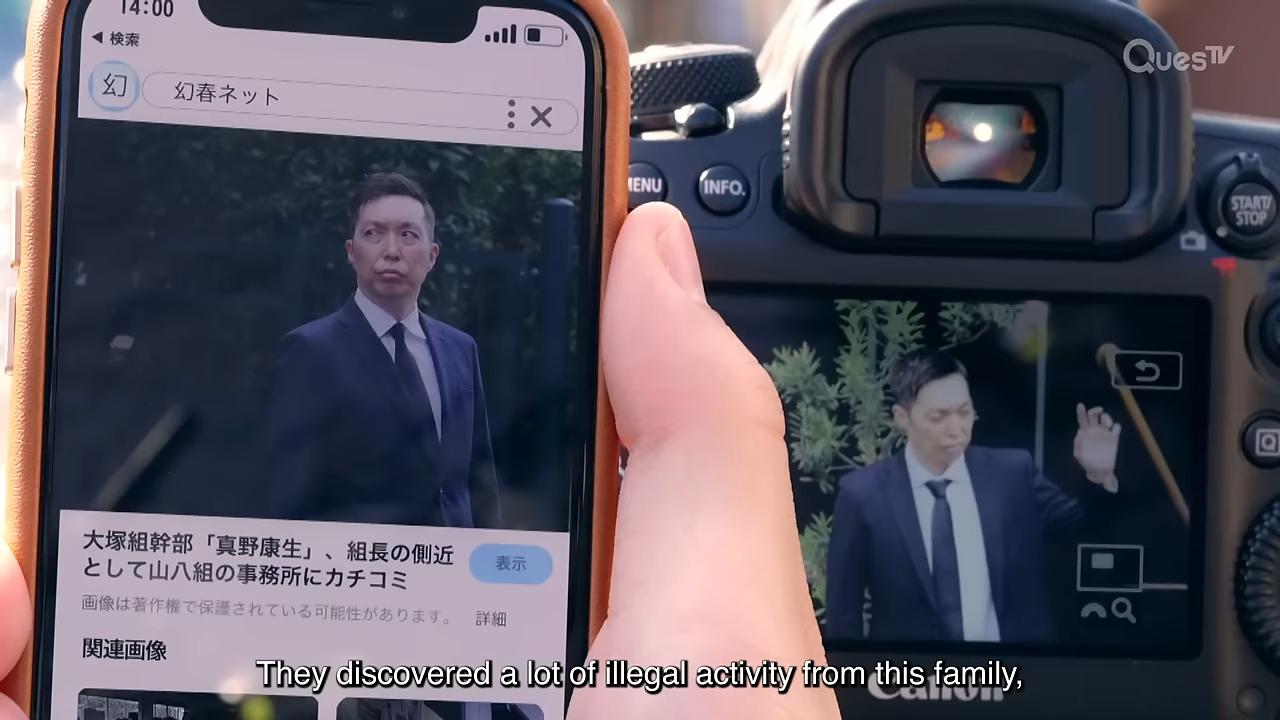 14:00
検索
幻
幻春ネット
大塚組幹部「真野康生」、組長の側近
として山八組の事務所にカチコミ
表示
画像は著作権で保護されている可能性があります。
詳細
関連画像
QuesTV
MENU
INFO.
START/
STOP
Q
Canon
They discovered a lot of illegal activity from this family,